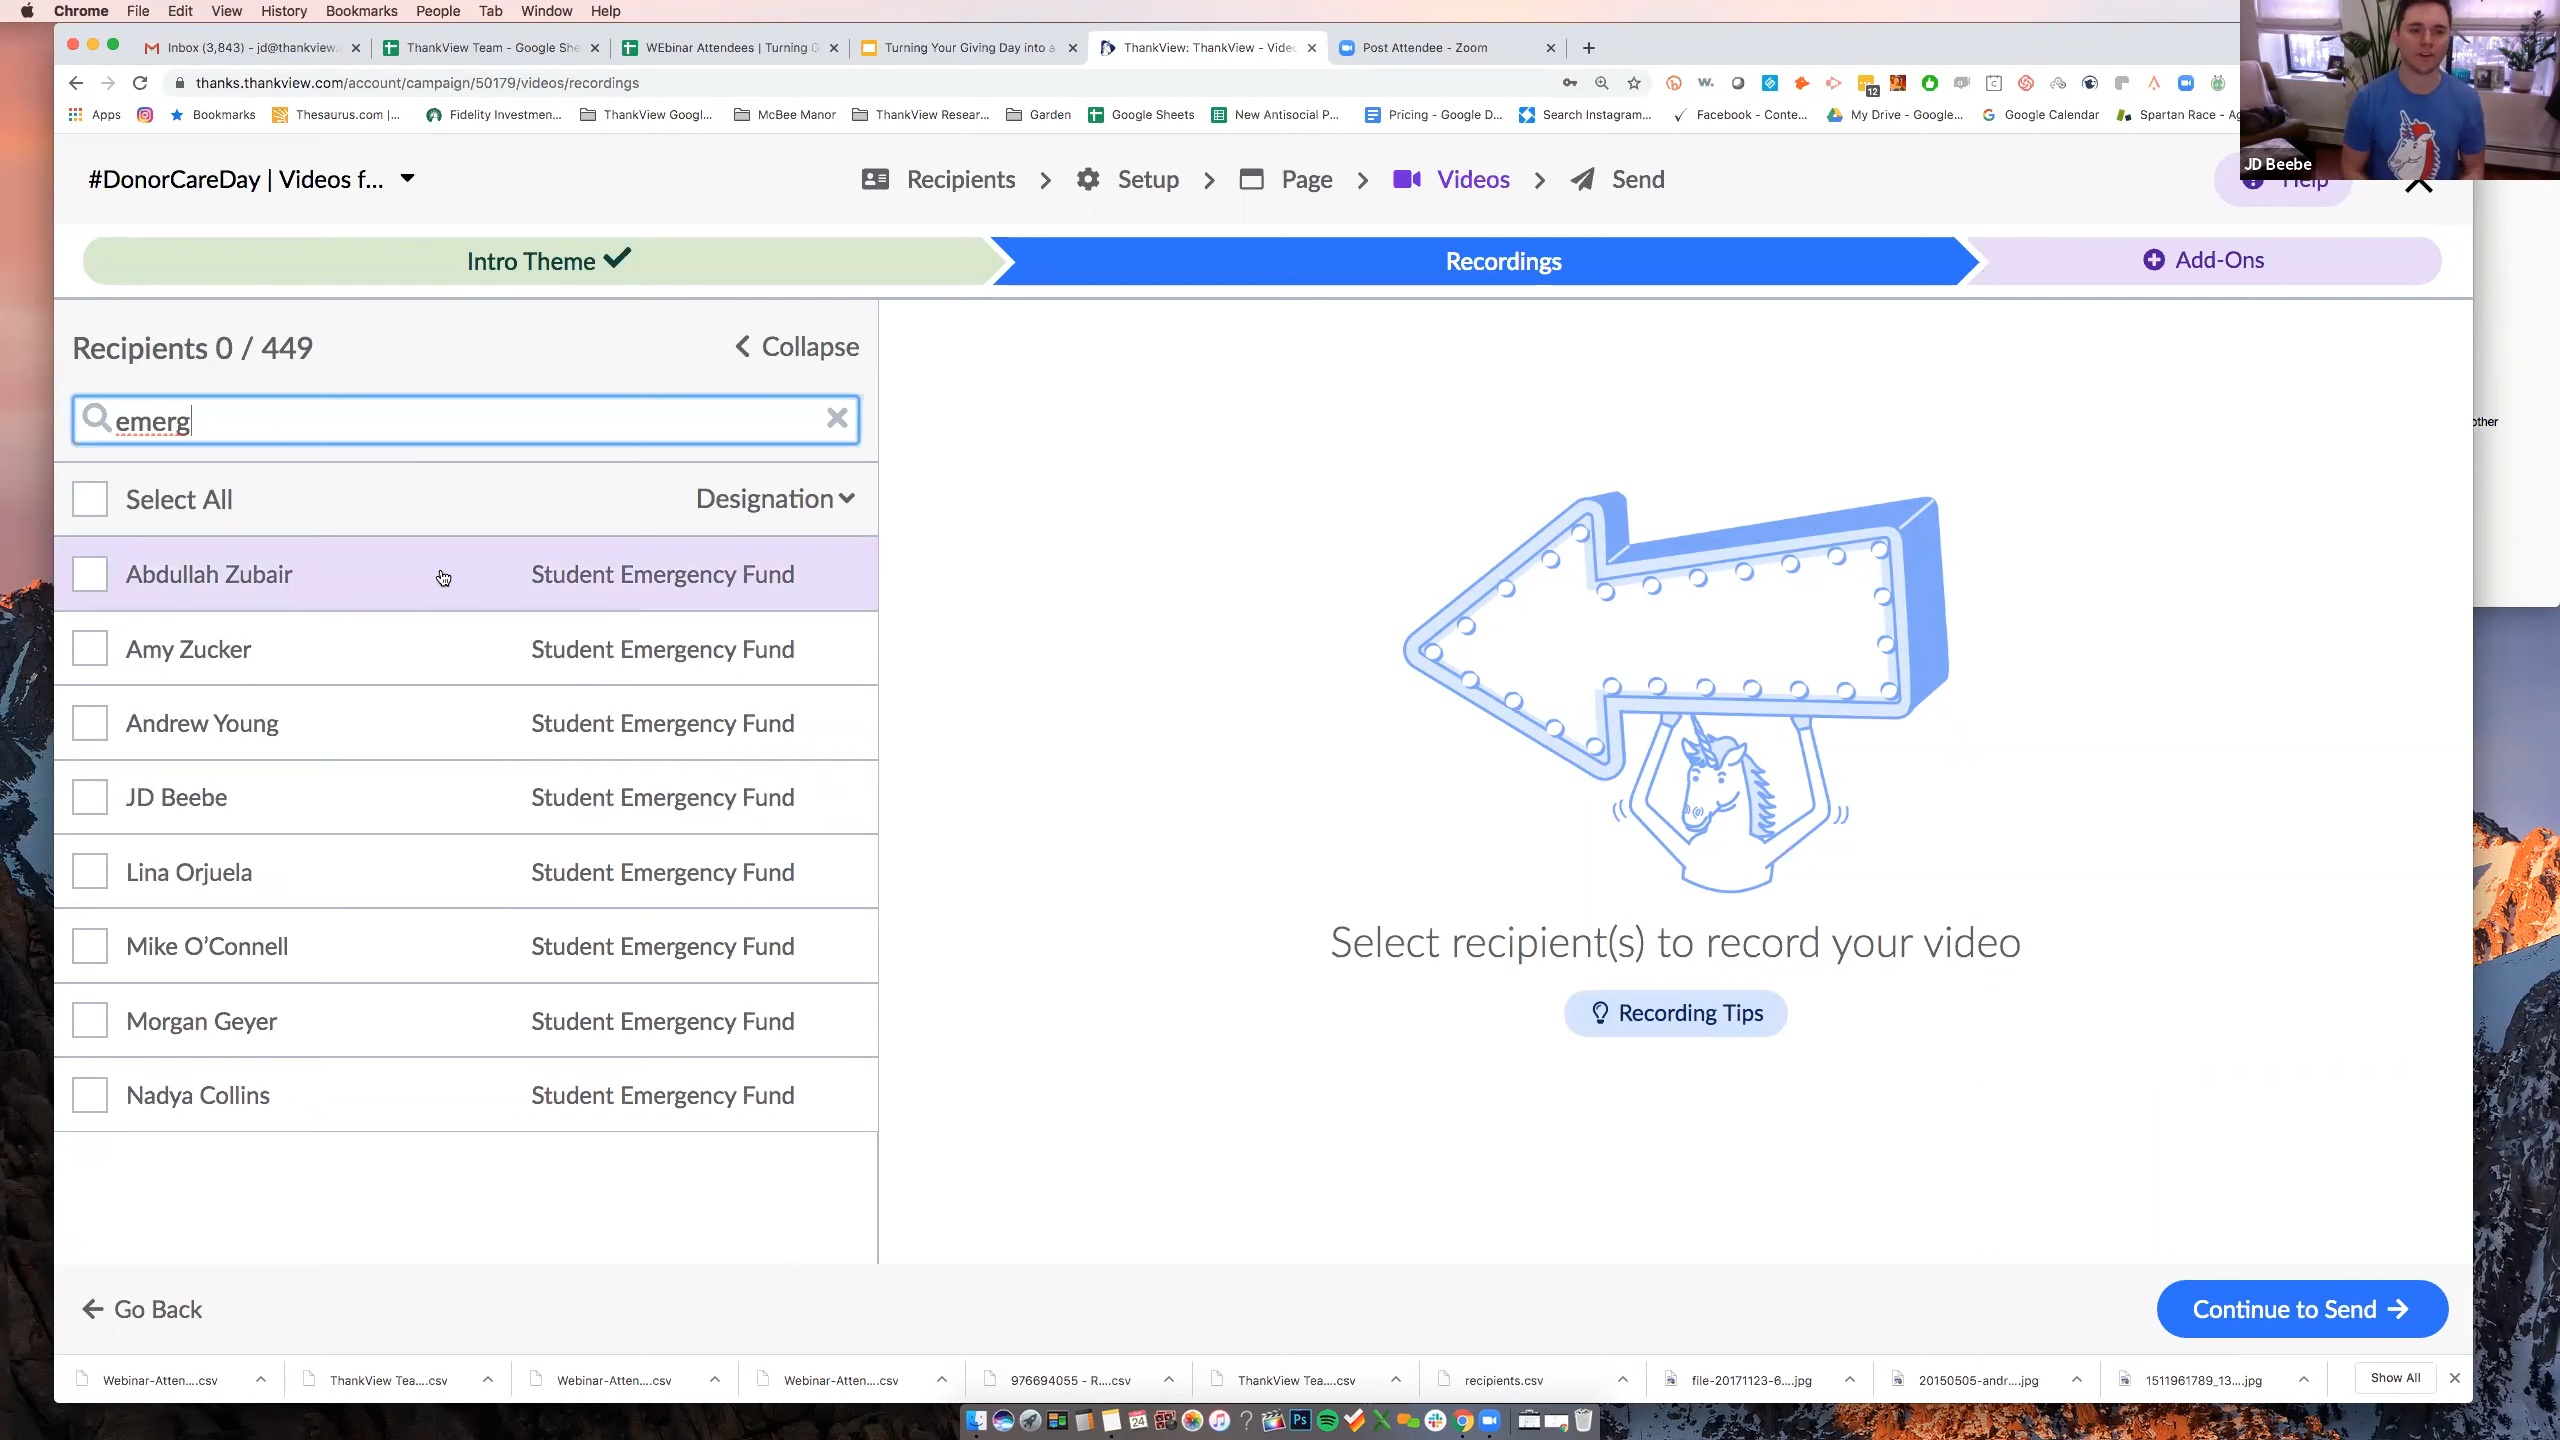 Chrome File Edit View History Bookmarks People Tab Window Help
Inbox (3,843) - jd@thankview. ThankView Team - Google She WEbinar Attendees | Turning G Turning Your Giving Day into a ThankView: ThankView - Vide Post Attendee - Zoom
thanks.thankview.com/account/campaign/50179/videos/recordings
12
Apps Bookmarks Thesaurus.com |... Fidelity Investmen... ThankView Googl... McBee Manor ThankView Resear... Garden Google Sheets New Antisocial P... Pricing - Google D... Search Instagram... Facebook - Conte... My Drive - Google... Google Calendar Spartan Race - Ag
JD Beebe
#DonorCareDay | Videos f... Recipients Setup Page Videos Send Help
Intro Theme Recordings Add-Ons
Recipients 0 / 449 Collapse
emerg
other
Select All Designation
Abdullah Zubair Student Emergency Fund
Amy Zucker Student Emergency Fund
Andrew Young Student Emergency Fund
JD Beebe Student Emergency Fund
Lina Orjuela Student Emergency Fund
Mike O’Connell Student Emergency Fund
Morgan Geyer Student Emergency Fund
Nadya Collins Student Emergency Fund
Select recipient(s) to record your video
Recording Tips
Go Back Continue to Send
Webinar-Atten....csv ThankView Tea....csv Webinar-Atten....csv Webinar-Atten....csv 976694055 - R....csv ThankView Tea....csv recipients.csv file-20171123-6....jpg 20150505-andr....jpg 1511961789_13....jpg Show All
24 Ps